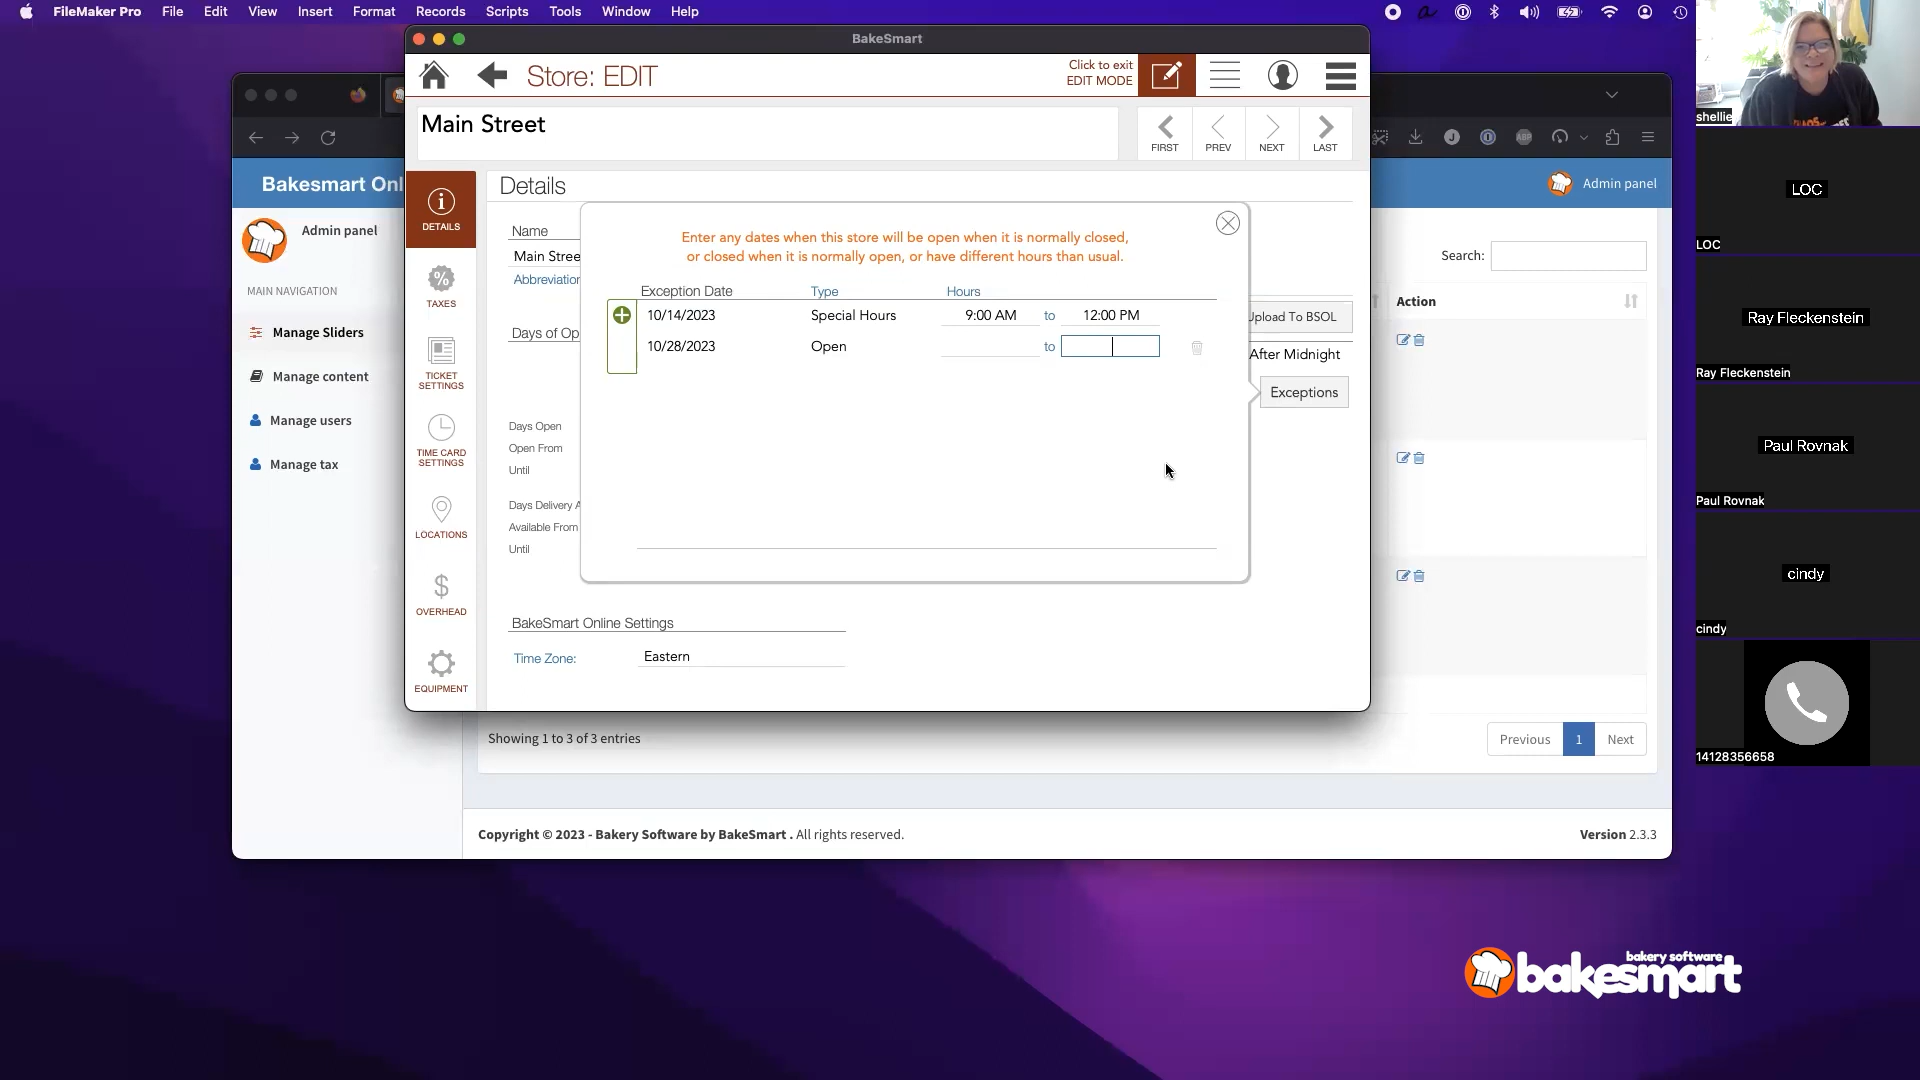 FileMaker Pro File Edit View Insert Format Records Scripts Tools Window Help
BakeSmart
Store: EDIT
Click to exit
EDIT MODE
Main Street
FIRST PREV NEXT LAST
Bakesmart Onl
Admin panel
Admin panel
MAIN NAVIGATION
Manage Sliders
Manage content
Manage users
Manage tax
DETAILS
TAXES
TICKET
SETTINGS
TIME CARD
SETTINGS
LOCATIONS
OVERHEAD
EQUIPMENT
Details
Name
Main Stree
Abbreviation
Days of Op
Days Open
Open From
Until
Days Delivery A
Available From
Until
Enter any dates when this store will be open when it is normally closed,
or closed when it is normally open, or have different hours than usual.
Exception Date Type Hours
10/14/2023 Special Hours 9:00 AM to 12:00 PM
10/28/2023 Open to
Upload To BSOL
After Midnight
Exceptions
BakeSmart Online Settings
Time Zone: Eastern
Search:
Action
Showing 1 to 3 of 3 entries
Previous 1 Next
Copyright © 2023 - Bakery Software by BakeSmart . All rights reserved.
Version 2.3.3
shellie
LOC
LOC
Ray Fleckenstein
Ray Fleckenstein
Paul Rovnak
Paul Rovnak
cindy
cindy
14128356658
bakery software
bakesmart